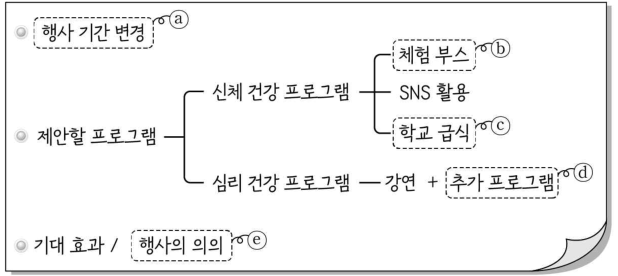 행사 기간 변경 ⓐ
체험 부스 ⓑ
신체 건강 프로그램 SNS 활용
제안할 프로그램 학교 급식 ⓒ
심리 건강 프로그램 강연 + 추가 프로그램 ⓓ
기대 효과 / 행사의 의의 ⓔ